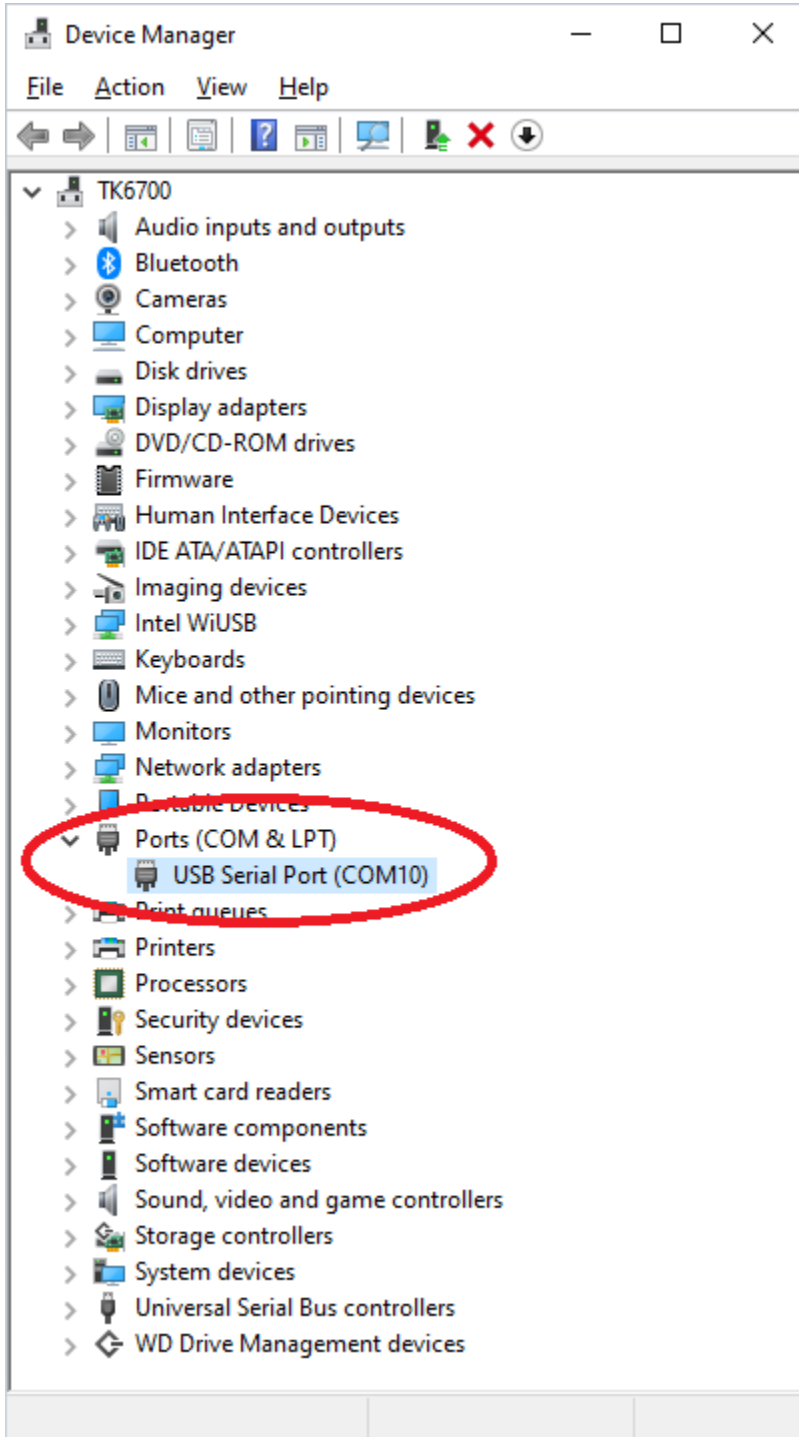 Device Manager
File Action View Help
TK6700
Audio inputs and outputs
Bluetooth
Cameras
Computer
Disk drives
Display adapters
DVD/CD-ROM drives
Firmware
Human Interface Devices
IDE ATA/ATAPI controllers
Imaging devices
Intel WiUSB
Keyboards
Mice and other pointing devices
Monitors
Network adapters
Portable Devices
Ports (COM & LPT)
USB Serial Port (COM10)
Print queues
Printers
Processors
Security devices
Sensors
Smart card readers
Software components
Software devices
Sound, video and game controllers
Storage controllers
System devices
Universal Serial Bus controllers
WD Drive Management devices